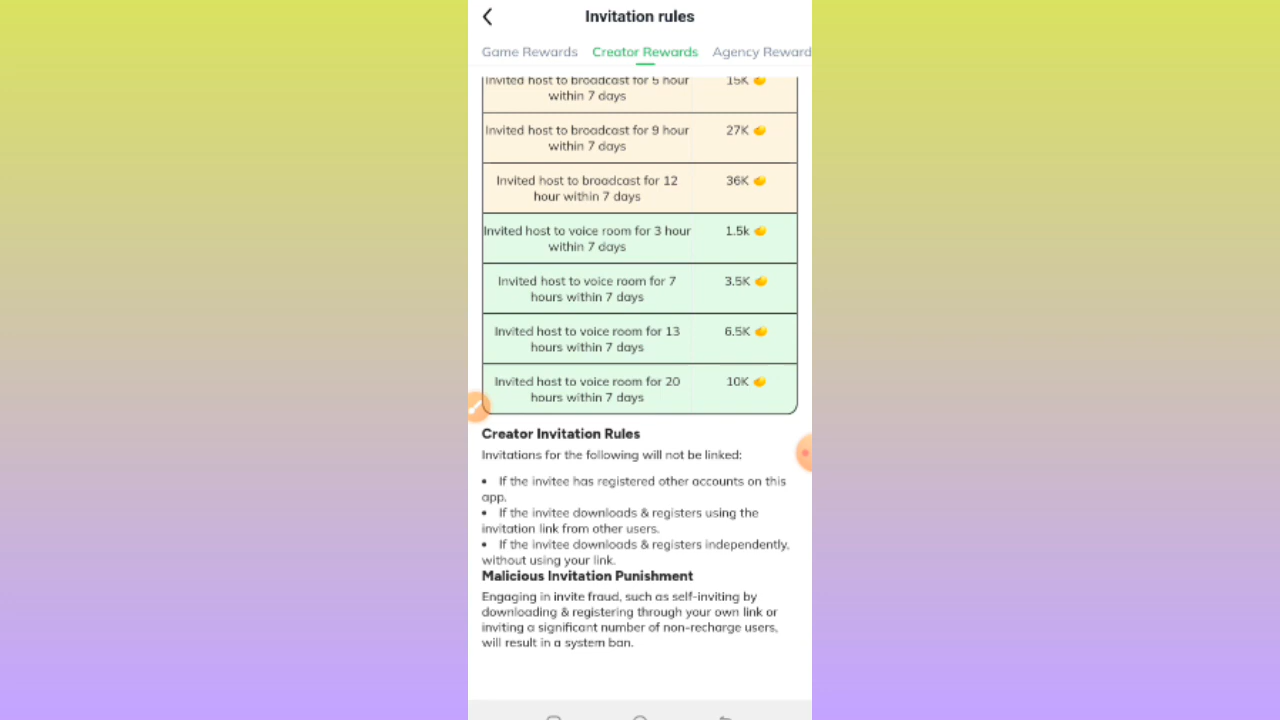 Invitation rules
Game Rewards Creator Rewards Agency Reward
Invited host to broadcast for 5 hour
within 7 days
15K
Invited host to broadcast for 9 hour
within 7 days
27K
Invited host to broadcast for 12
hour within 7 days
36K
Invited host to voice room for 3 hour
within 7 days
1.5k
Invited host to voice room for 7
hours within 7 days
3.5K
Invited host to voice room for 13
hours within 7 days
6.5K
Invited host to voice room for 20
hours within 7 days
10K
Creator Invitation Rules
Invitations for the following will not be linked:
• If the invitee has registered other accounts on this
app.
• If the invitee downloads & registers using the
invitation link from other users.
• If the invitee downloads & registers independently,
without using your link.
Malicious Invitation Punishment
Engaging in invite fraud, such as self-inviting by
downloading & registering through your own link or
inviting a significant number of non-recharge users,
will result in a system ban.